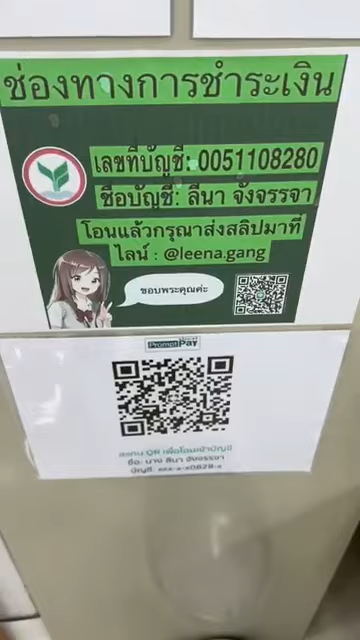 ช่องทางการชำระเงิน
เลขที่บัญชี: 0051108280
ชื่อบัญชี: ลีนา จังจรรจา
โอนแล้วกรุณาส่งสลิปมาที่
ไลน์ : @leena.gang
ขอบพระคุณค่ะ
PromptPay
สแกน QR เพื่อโอนเข้าบัญชี
ชื่อ: นาง ลีนา จังจรรจา
บัญชี: xxx-x-x0828-x